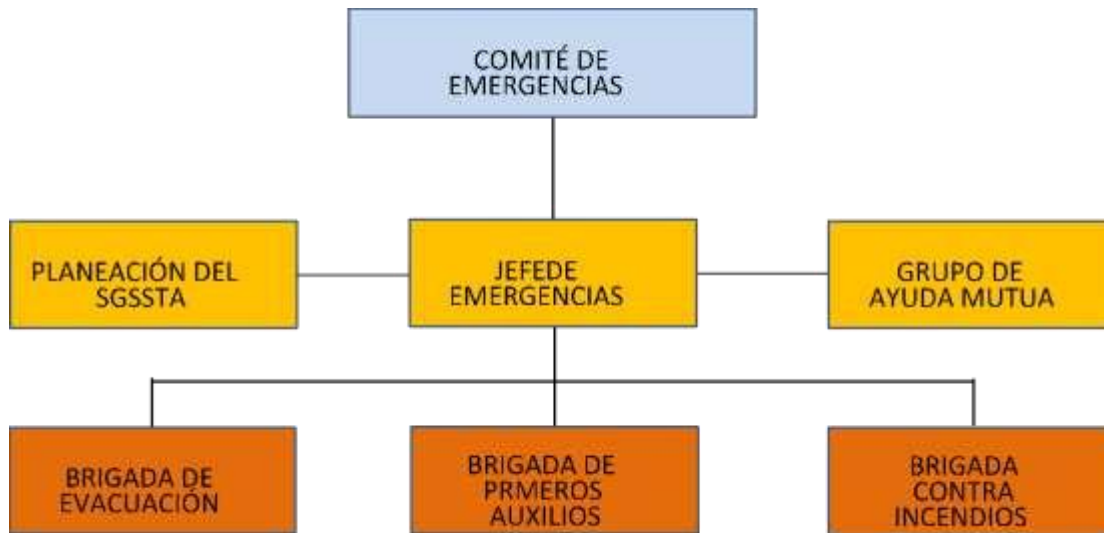 COMITÉ DE
EMERGENCIAS
PLANEACIÓN DEL
SGSSTA
JEFEDE
EMERGENCIAS
GRUPO DE
AYUDA MUTUA
BRIGADA DE
EVACUACIÓN
BRIGADA DE
PRMEROS
AUXILIOS
BRIGADA
CONTRA
INCENDIOS